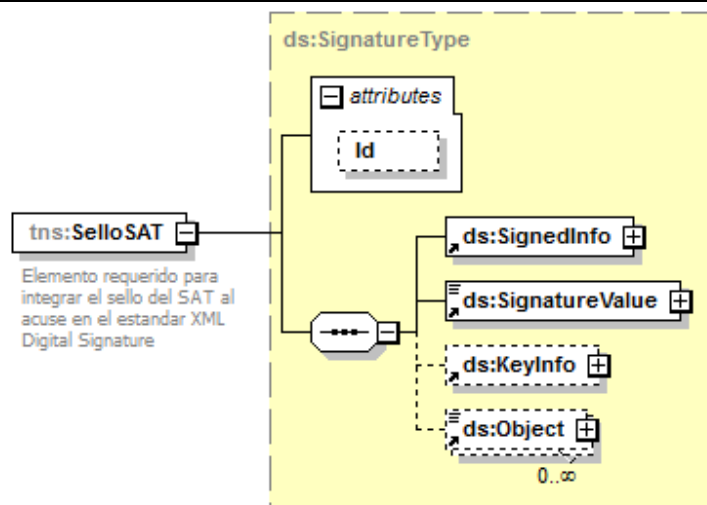 ds:SignatureType
attributes
Id
tns:SelloSAT
Elemento requerido para
integrar el sello del SAT al
acuse en el estandar XML
Digital Signature
ds:SignedInfo
ds:SignatureValue
ds:KeyInfo
ds:Object
0..∞